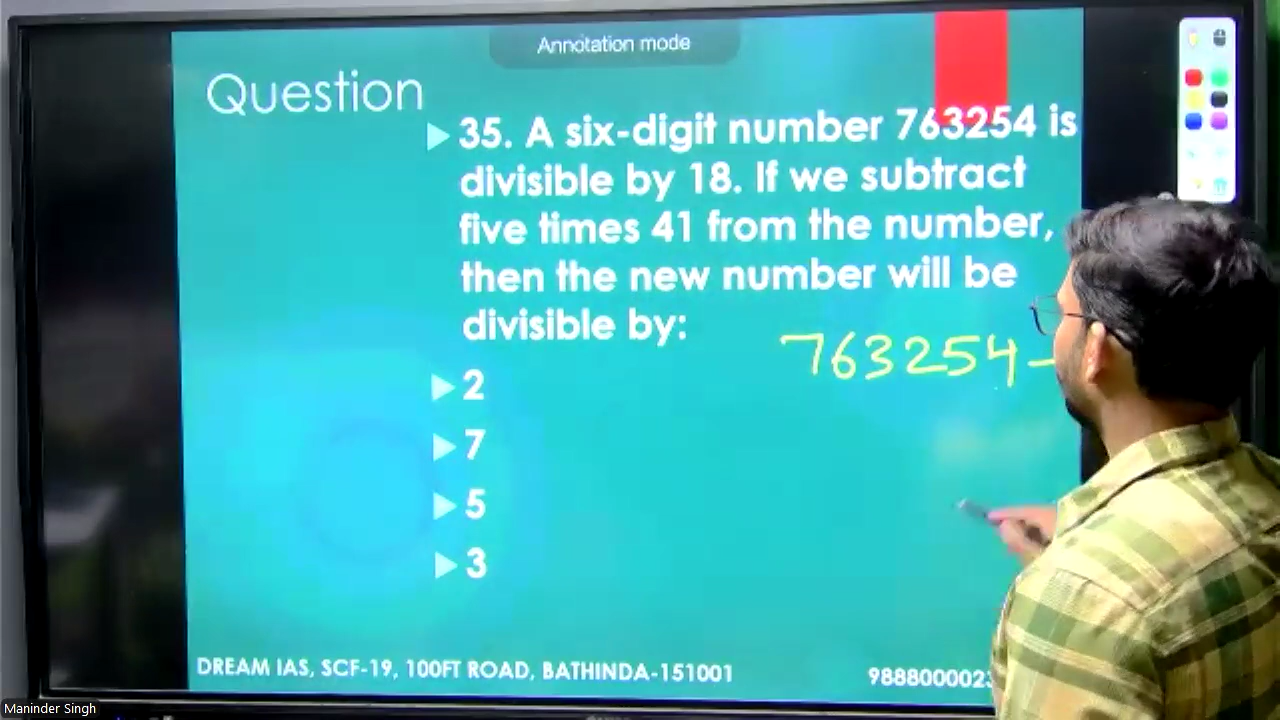 Annotation mode
Question
35. A six-digit number 763254 is
divisible by 18. If we subtract
five times 41 from the number,
then the new number will be
divisible by:
763254 -
2
7
5
3
DREAM IAS, SCF-19, 100FT ROAD, BATHINDA-151001
988800002
Maninder Singh